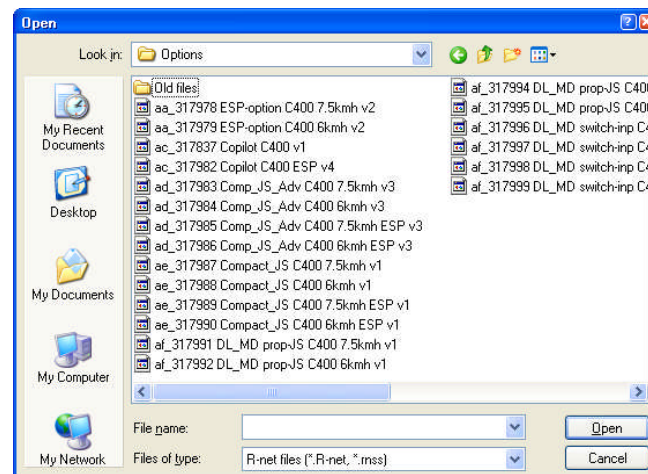 Open
Look in:
Options
My Recent
Documents
Desktop
My Documents
My Computer
My Network
Old files
aa_317978 ESP-option C400 7.5kmh v2
aa_317979 ESP-option C400 6kmh v2
ac_317837 Copilot C400 v1
ac_317982 Copilot C400 ESP v4
ad_317983 Comp_JS_Adv C400 7.5kmh v3
ad_317984 Comp_JS_Adv C400 6kmh v3
ad_317985 Comp_JS_Adv C400 7.5kmh ESP v3
ad_317986 Comp_JS_Adv C400 6kmh ESP v3
ae_317987 Compact_JS C400 7.5kmh v1
ae_317988 Compact_JS C400 6kmh v1
ae_317989 Compact_JS C400 7.5kmh ESP v1
ae_317990 Compact_JS C400 6kmh ESP v1
af_317991 DL_MD prop-JS C400 7.5kmh v1
af_317992 DL_MD prop-JS C400 6kmh v1
af_317994 DL_MD prop-JS C40
af_317995 DL_MD prop-JS C40
af_317996 DL_MD switch-inp C4
af_317997 DL_MD switch-inp C4
af_317998 DL_MD switch-inp C4
af_317999 DL_MD switch-inp C4
File name:
Open
Files of type:
R-net files (*.R-net, *.rnss)
Cancel